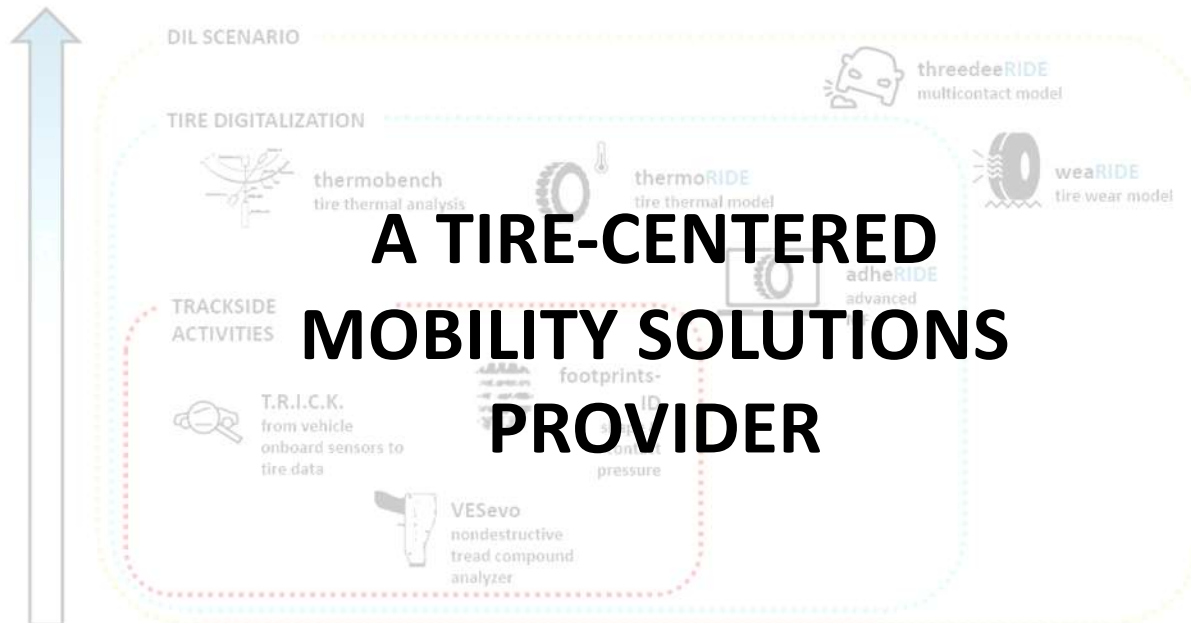 DIL SCENARIO
threedeeRIDE
multicontact model
TIRE DIGITALIZATION
thermobench
tire thermal analysis
thermoRIDE
tire thermal model
weaRIDE
tire wear model
A TIRE-CENTERED
MOBILITY SOLUTIONS
PROVIDER
adheRIDE
advanced
TRACKSIDE
ACTIVITIES
footprints-
ID
T.R.I.C.K.
from vehicle
onboard sensors to
tire data
contact
pressure
VESevo
nondestructive
tread compound
analyzer